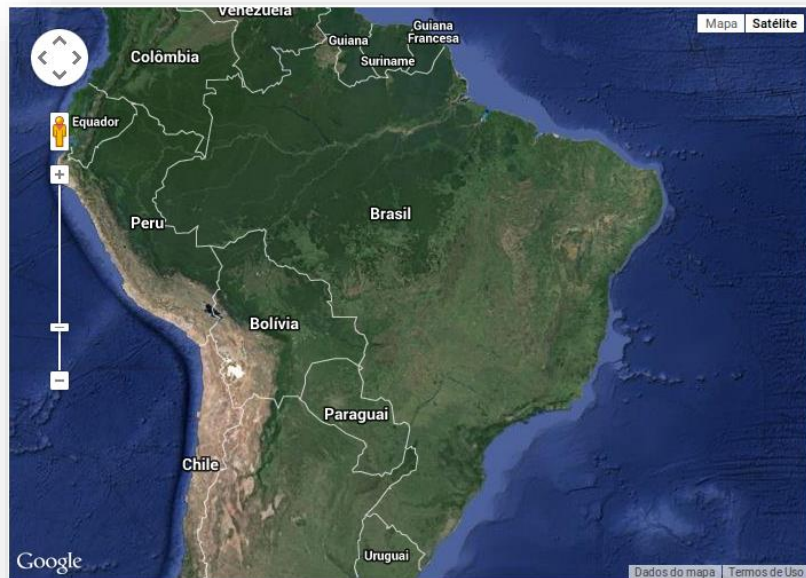 Venezuela
Mapa
Satélite
Guiana
Guiana
Francesa
Colômbia
Suriname
Equador
Brasil
Peru
Bolívia
Paraguai
Chile
Uruguai
Google
Dados do mapa
Termos de Uso